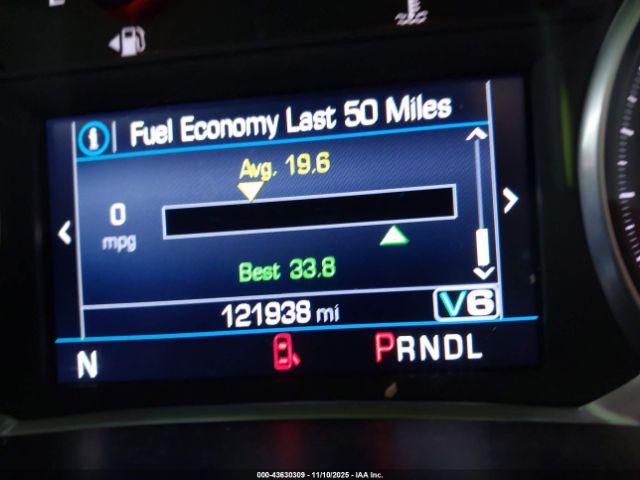 Fuel Economy Last 50 Miles
Avg. 19.6
0
mpg
Best 33.8
121938 mi
V6
N
PRNDL
000-43630309 - 11/10/2025 - IAA Inc.